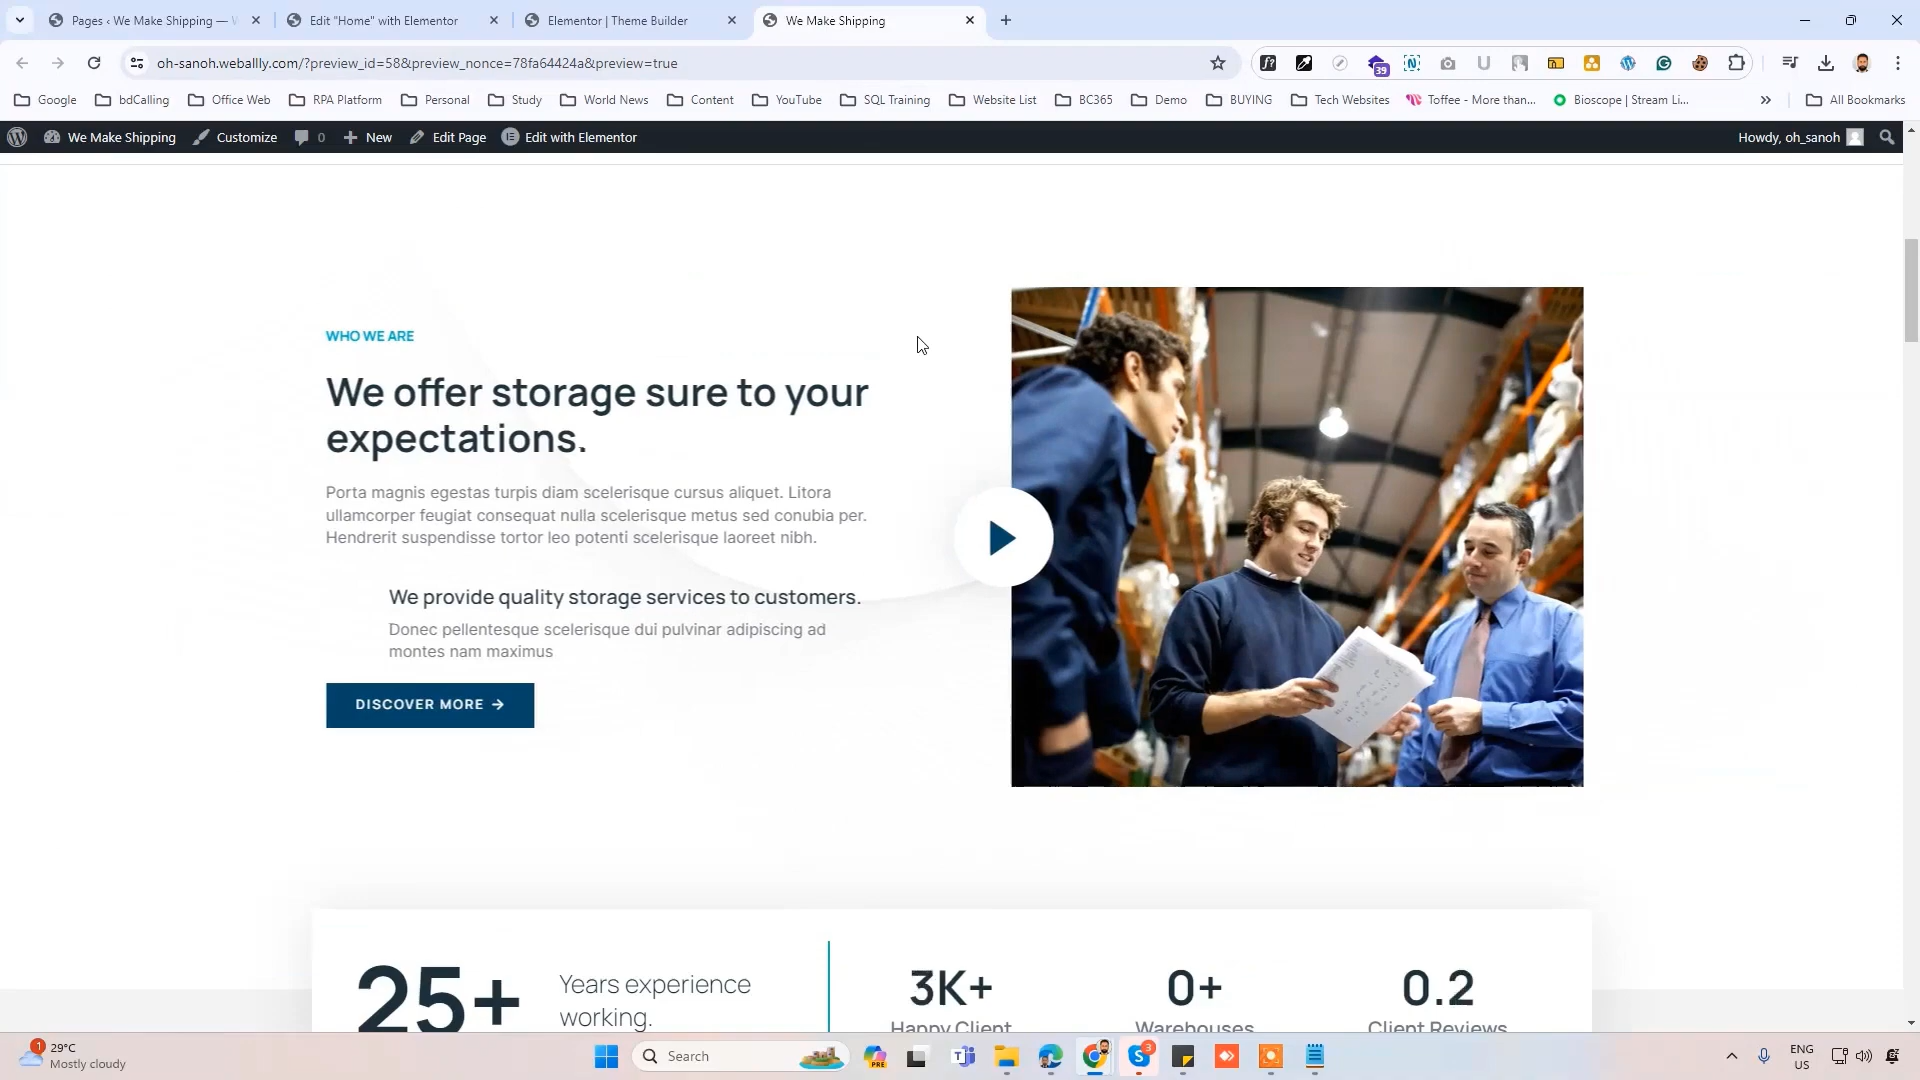 Pages ‹ We Make Shipping —
Edit "Home" with Elementor
Elementor | Theme Builder
We Make Shipping
oh-sanoh.weballly.com/?preview_id=58&preview_nonce=78fa64424a&preview=true
39
Google
bdCalling
Office Web
RPA Platform
Personal
Study
World News
Content
YouTube
SQL Training
Website List
BC365
Demo
BUYING
Tech Websites
Toffee - More than...
Bioscope | Stream Li...
»
All Bookmarks
We Make Shipping
Customize
0
New
Edit Page
Edit with Elementor
Howdy, oh_sanoh
WHO WE ARE
We offer storage sure to your
expectations.
Porta magnis egestas turpis diam scelerisque cursus aliquet. Litora
ullamcorper feugiat consequat nulla scelerisque metus sed conubia per.
Hendrerit suspendisse tortor leo potenti scelerisque laoreet nibh.
We provide quality storage services to customers.
Donec pellentesque scelerisque dui pulvinar adipiscing ad
montes nam maximus
DISCOVER MORE →
25+
Years experience
working.
3K+
Happy Client
0+
Warehouses
0.2
Client Reviews
1
29°C
Mostly cloudy
Search
PRE
3
ENG
US